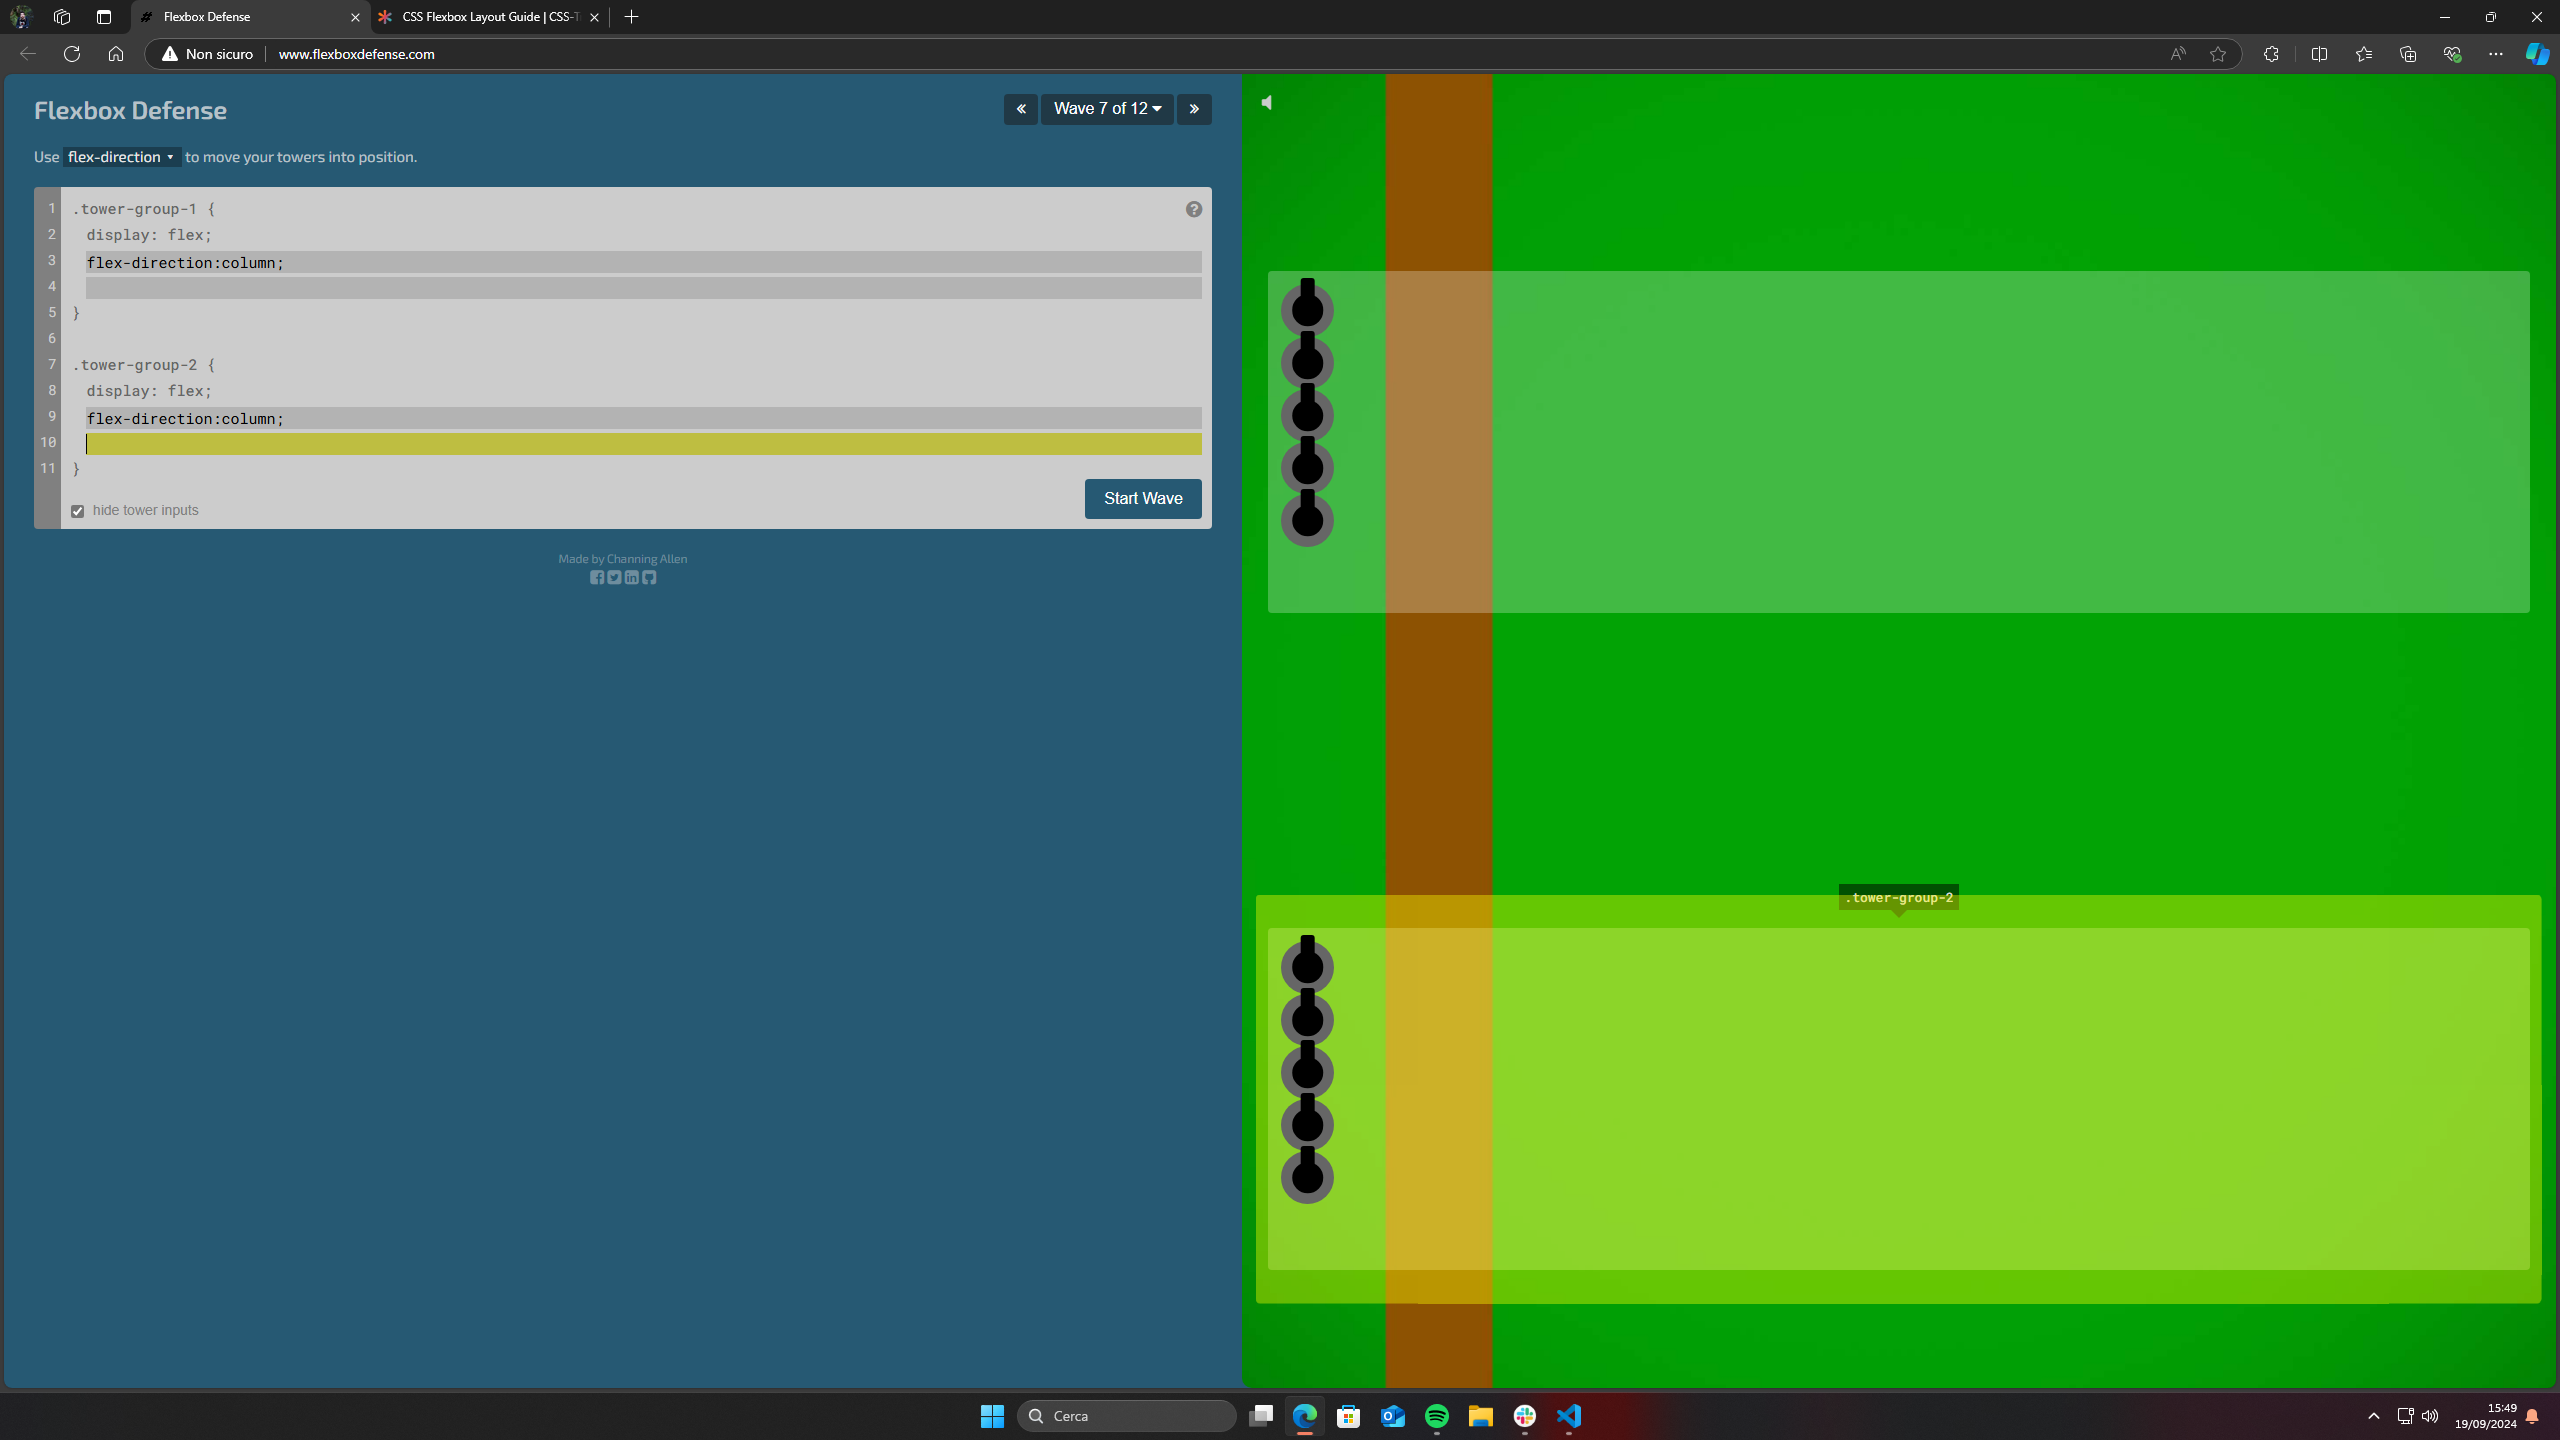 Flexbox Defense
CSS Flexbox Layout Guide | CSS-T
Non sicuro
www.flexboxdefense.com
Flexbox Defense
Wave 7 of 12
Use flex-direction to move your towers into position.
1 .tower-group-1 {
2 display: flex;
3 flex-direction:column;
4
5 }
6
7 .tower-group-2 {
8 display: flex;
9 flex-direction:column;
10
11 }
hide tower inputs
Start Wave
Made by Channing Allen
.tower-group-2
Cerca
15:49
19/09/2024